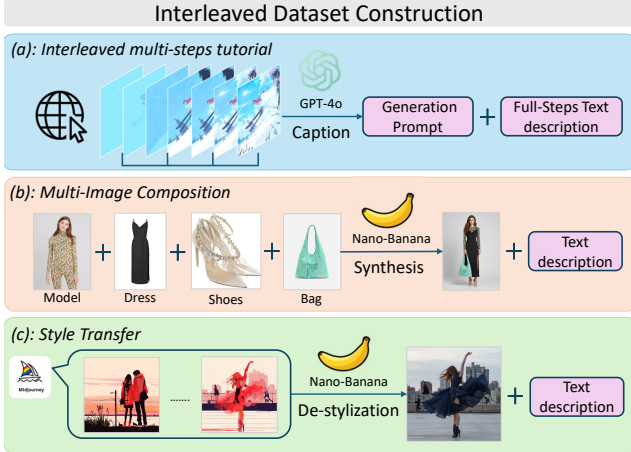 Interleaved Dataset Construction
(a): Interleaved multi-steps tutorial
GPT-4o
Caption
Generation
Prompt
+
Full-Steps Text
description
(b): Multi-Image Composition
+
+
+
Model
Dress
Shoes
Bag
Nano-Banana
Synthesis
+
Text
description
(c): Style Transfer
Midjourney
.......
Nano-Banana
De-stylization
+
Text
description